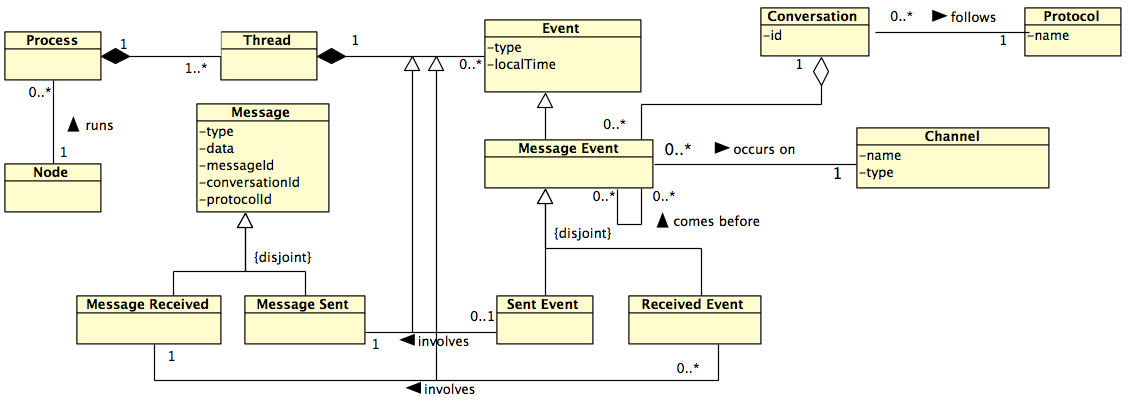 Process
1
1..*
Thread
1
0..*
Event
-type
-localTime
Conversation
-id
0..*
follows
1
Protocol
-name
0..*
runs
1
Node
Message
-type
-data
-messageId
-conversationId
-protocolId
1
0..*
Message Event
0..*
occurs on
1
Channel
-name
-type
0..*
0..*
comes before
{disjoint}
{disjoint}
Message Received
Message Sent
Sent Event
Received Event
0..1
1
involves
1
0..*
involves